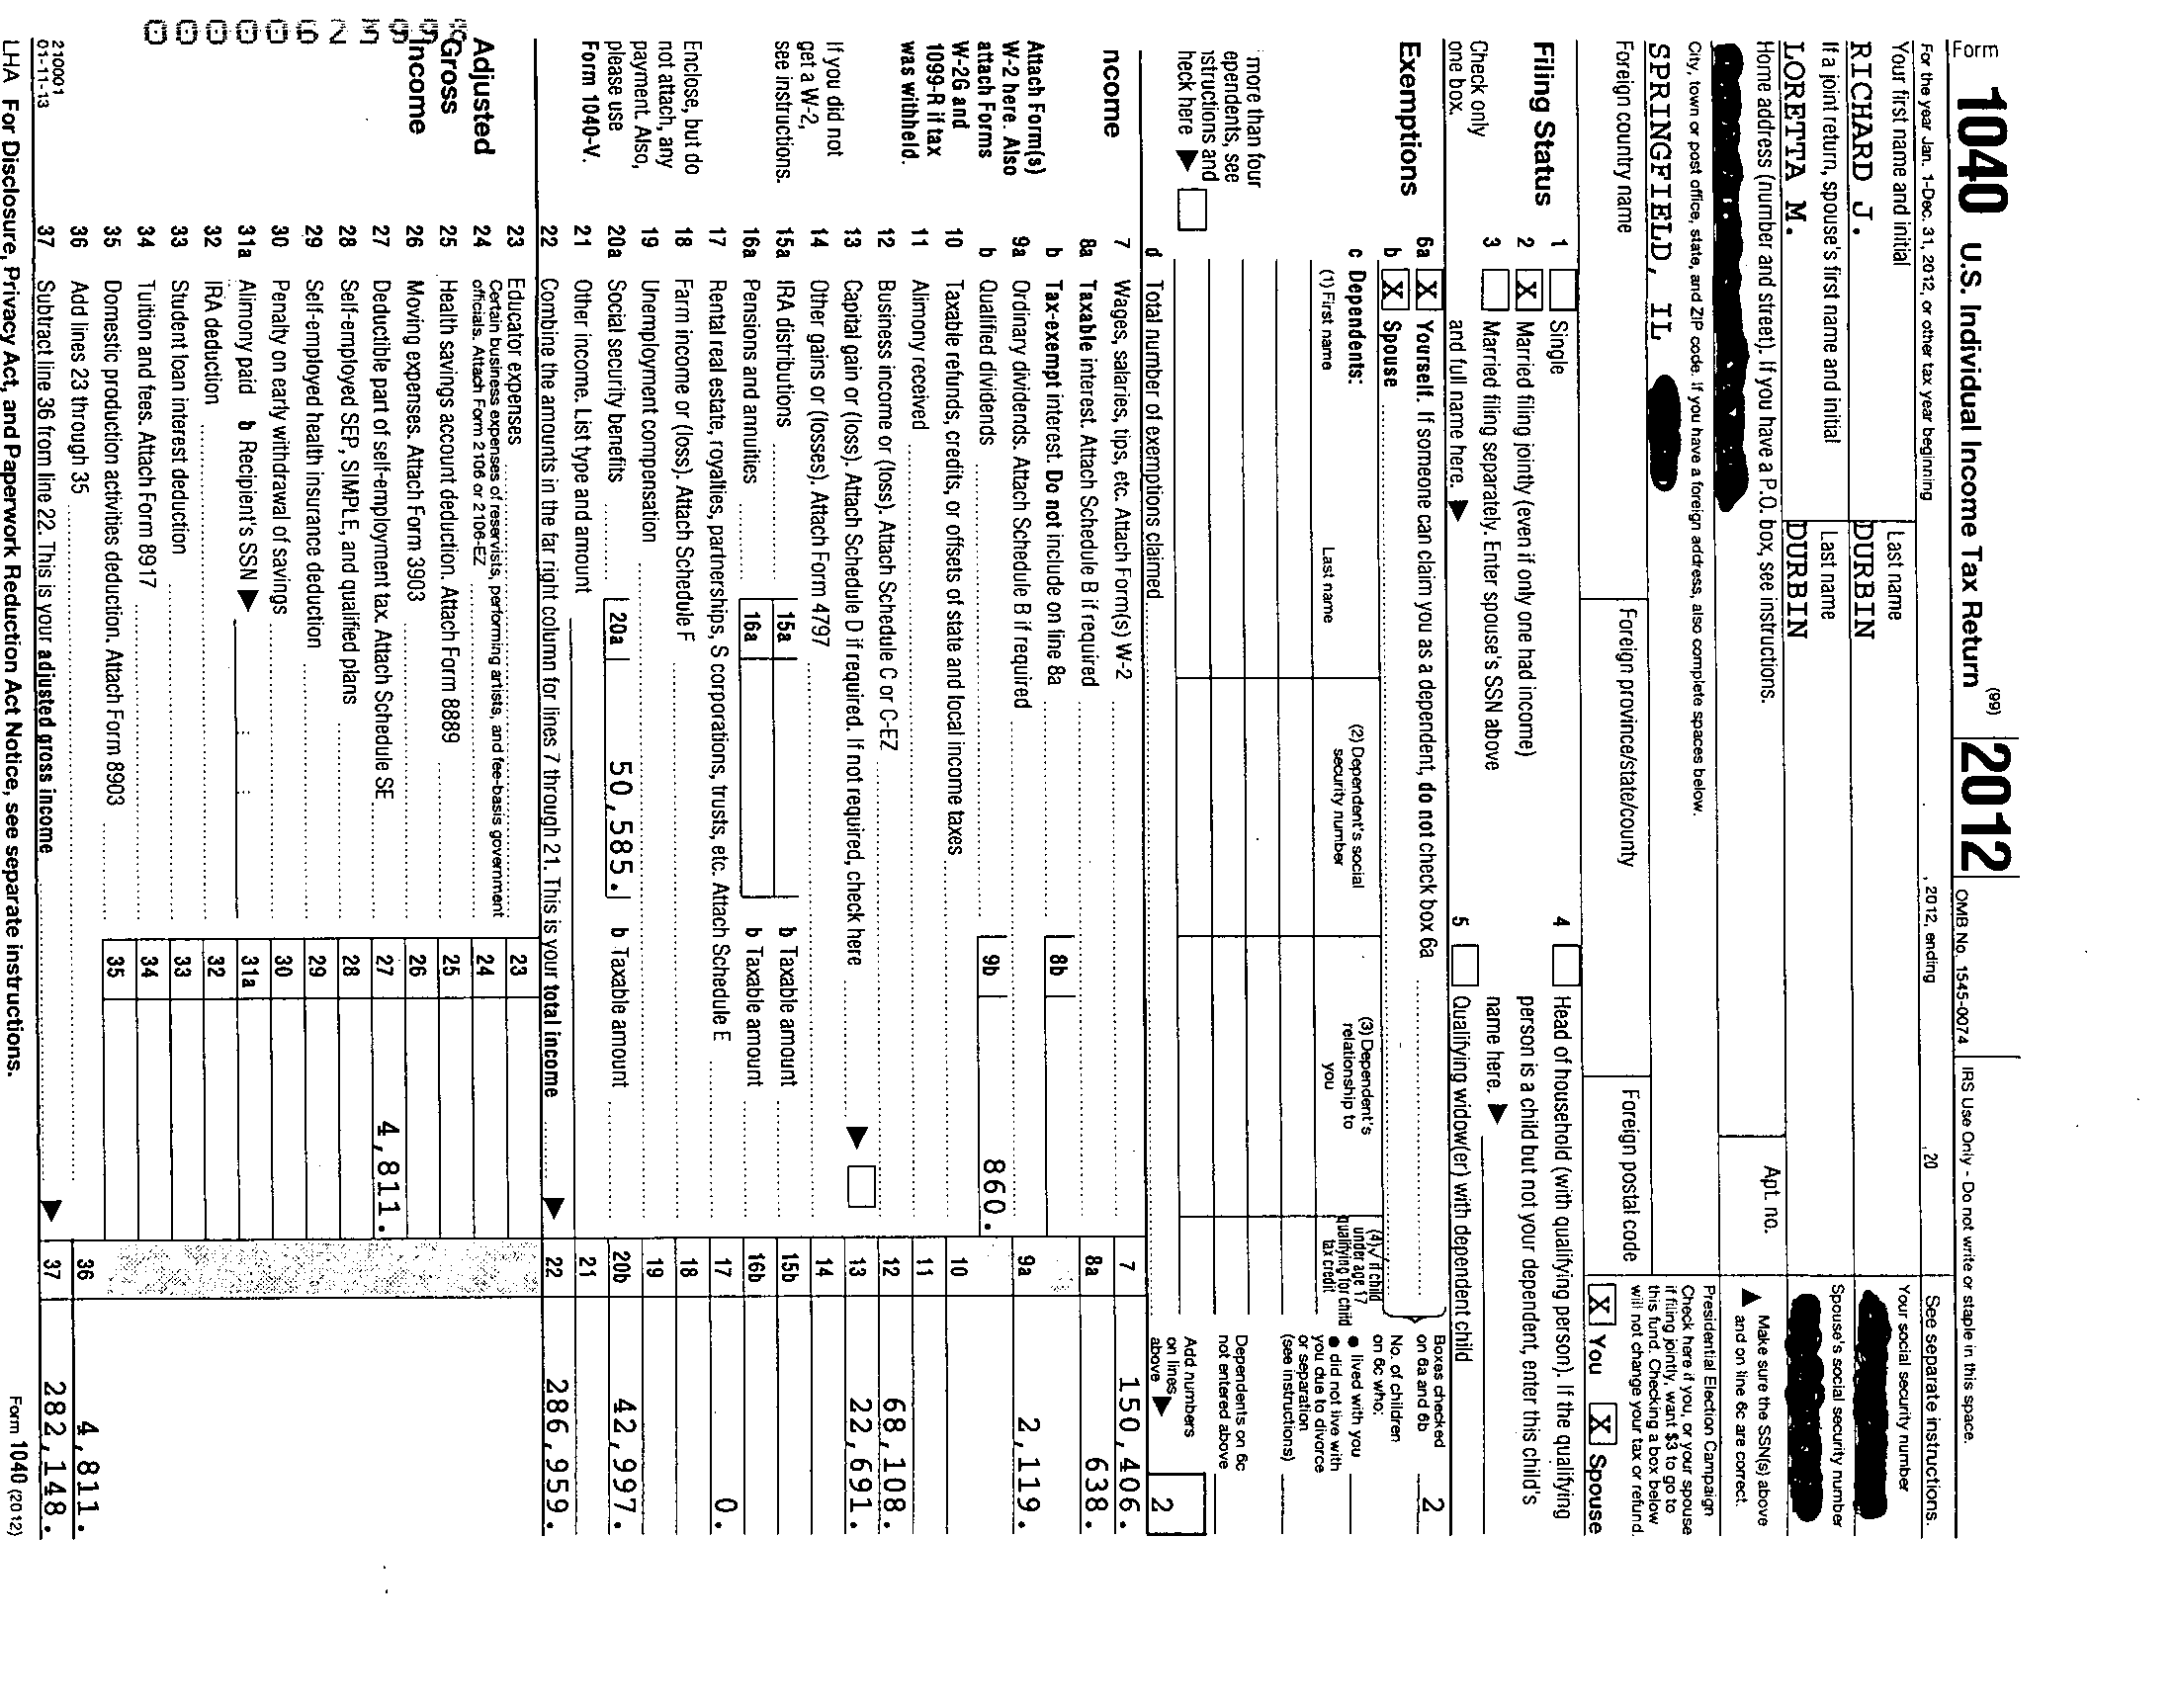 Form 1040 U.S. Individual Income Tax Return (99) 2012 OMB No. 1545-0074 IRS Use Only - Do not write or staple in this space.
For the year Jan. 1-Dec. 31, 2012, or other tax year beginning , 2012, ending , 20 See separate instructions.
Your first name and initial Last name Your social security number
RICHARD J. DURBIN
If a joint return, spouse's first name and initial Last name Spouse's social security number
LORETTA M. DURBIN
Home address (number and street). If you have a P.O. box, see instructions. Apt. no.
▲ Make sure the SSN(s) above and on line 6c are correct.
City, town or post office, state, and ZIP code. If you have a foreign address, also complete spaces below.
SPRINGFIELD, IL
Presidential Election Campaign
Check here if you, or your spouse
if filing jointly, want $3 to go to
this fund. Checking a box below
will not change your tax or refund.
Foreign country name Foreign province/state/county Foreign postal code
X You X Spouse
Filing Status
Check only
one box.
1 Single
2 X Married filing jointly (even if only one had income)
3 Married filing separately. Enter spouse's SSN above
and full name here. ▶
4 Head of household (with qualifying person). If the qualifying
person is a child but not your dependent, enter this child's
name here. ▶
5 Qualifying widow(er) with dependent child
Exemptions
6a X Yourself. If someone can claim you as a dependent, do not check box 6a
b X Spouse
Boxes checked
on 6a and 6b 2
c Dependents:
(1) First name Last name
(2) Dependent's social
security number
(3) Dependent's
relationship to
you
(4) √ if child
under age 17
qualifying for child
tax credit
No. of children
on 6c who:
● lived with you
● did not live with
you due to divorce
or separation
(see instructions)
Dependents on 6c
not entered above
more than four
ependents, see
structions and
heck here ▶
d Total number of exemptions claimed
Add numbers
on lines
above ▶ 2
ncome
Attach Form(s)
W-2 here. Also
attach Forms
W-2G and
1099-R if tax
was withheld.
If you did not
get a W-2,
see instructions.
Enclose, but do
not attach, any
payment. Also,
please use
Form 1040-V.
7 Wages, salaries, tips, etc. Attach Form(s) W-2 7 150,406.
8a Taxable interest. Attach Schedule B if required 8a 638.
b Tax-exempt interest. Do not include on line 8a 8b
9a Ordinary dividends. Attach Schedule B if required 9a 2,119.
b Qualified dividends 9b 860.
10 Taxable refunds, credits, or offsets of state and local income taxes 10
11 Alimony received 11
12 Business income or (loss). Attach Schedule C or C-EZ 12 68,108.
13 Capital gain or (loss). Attach Schedule D if required. If not required, check here ▶ 13 22,691.
14 Other gains or (losses). Attach Form 4797 14
15a IRA distributions 15a b Taxable amount 15b
16a Pensions and annuities 16a b Taxable amount 16b
17 Rental real estate, royalties, partnerships, S corporations, trusts, etc. Attach Schedule E 17 0.
18 Farm income or (loss). Attach Schedule F 18
19 Unemployment compensation 19
20a Social security benefits 20a 50,585. b Taxable amount 20b 42,997.
21 Other income. List type and amount 21
22 Combine the amounts in the far right column for lines 7 through 21. This is your total income ▶ 22 286,959.
Adjusted
Gross
Income
23 Educator expenses 23
24 Certain business expenses of reservists, performing artists, and fee-basis government
officials. Attach Form 2106 or 2106-EZ 24
25 Health savings account deduction. Attach Form 8889 25
26 Moving expenses. Attach Form 3903 26
27 Deductible part of self-employment tax. Attach Schedule SE 27 4,811.
28 Self-employed SEP, SIMPLE, and qualified plans 28
29 Self-employed health insurance deduction 29
30 Penalty on early withdrawal of savings 30
31a Alimony paid b Recipient's SSN ▶ 31a
32 IRA deduction 32
33 Student loan interest deduction 33
34 Tuition and fees. Attach Form 8917 34
35 Domestic production activities deduction. Attach Form 8903 35
36 Add lines 23 through 35 36 4,811.
37 Subtract line 36 from line 22. This is your adjusted gross income ▶ 37 282,148.
210001
01-11-13
LHA For Disclosure, Privacy Act, and Paperwork Reduction Act Notice, see separate instructions. Form 1040 (2012)